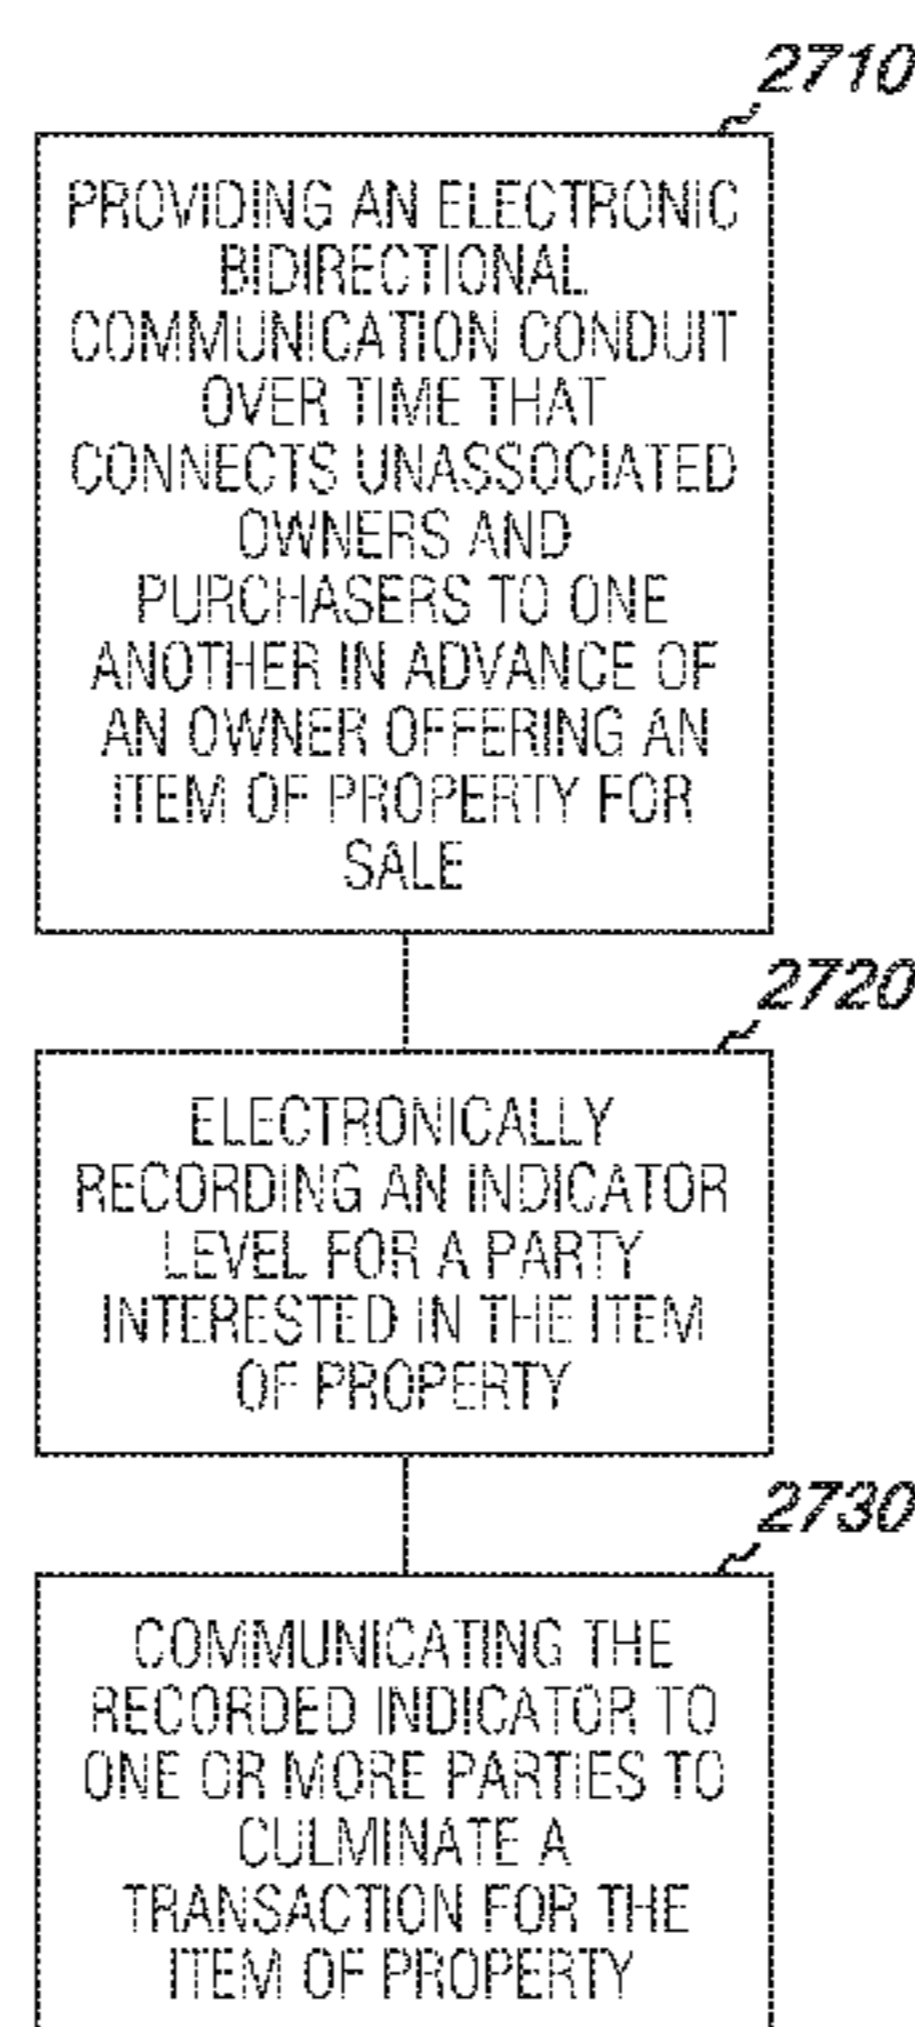 2710
PROVIDING AN ELECTRONIC
BIDIRECTIONAL
COMMUNICATION CONDUIT
OVER TIME THAT
CONNECTS UNASSOCIATED
OWNERS AND
PURCHASERS TO ONE
ANOTHER IN ADVANCE OF
AN OWNER OFFERING AN
ITEM OF PROPERTY FOR
SALE
2720
ELECTRONICALLY
RECORDING AN INDICATOR
LEVEL FOR A PARTY
INTERESTED IN THE ITEM
OF PROPERTY
2730
COMMUNICATING THE
RECORDED INDICATOR TO
ONE OR MORE PARTIES TO
CULMINATE A
TRANSACTION FOR THE
ITEM OF PROPERTY